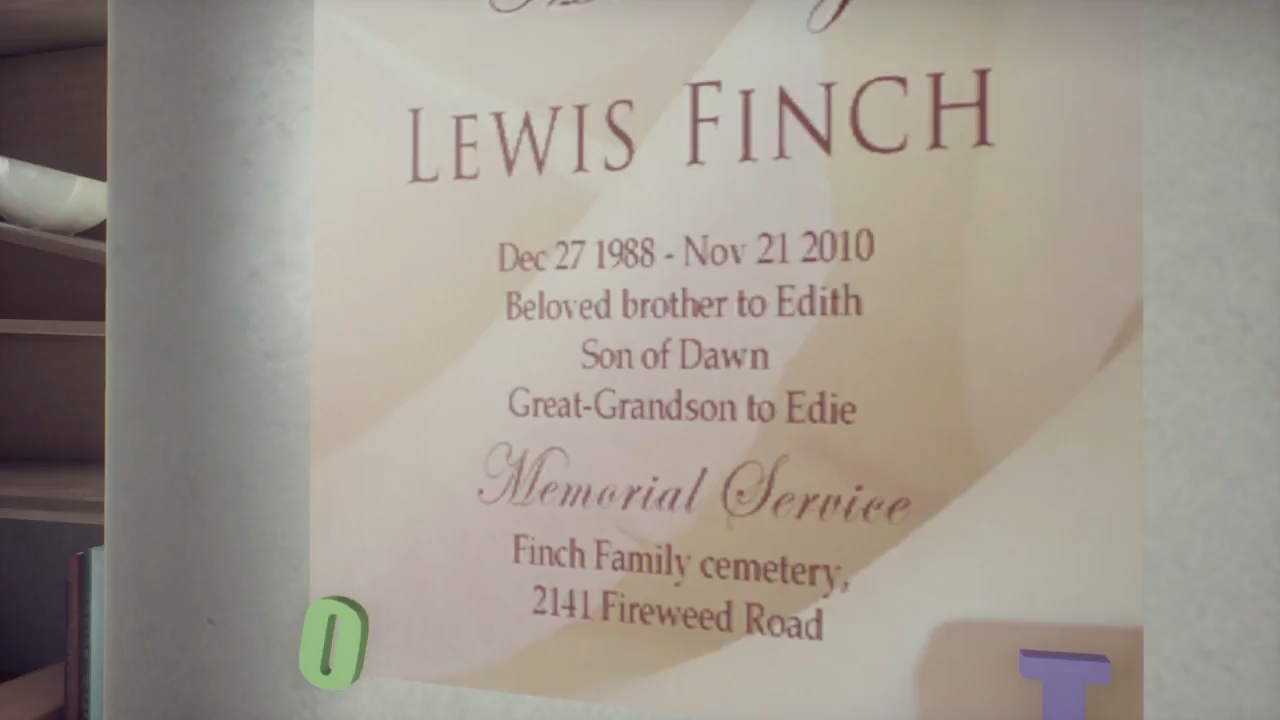 LEWIS FINCH
Dec 27 1988 - Nov 21 2010
Beloved brother to Edith
Son of Dawn
Great-Grandson to Edie
Memorial Service
Finch Family cemetery,
2141 Fireweed Road
O
T